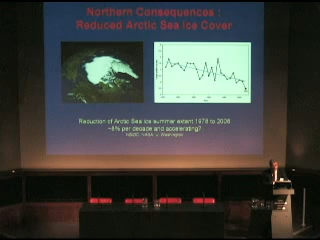 Northern Consequences :
Reduced Arctic Sea Ice Cover
Reduction of Arctic Sea ice summer extent 1978 to 2006
~8% per decade and accelerating?